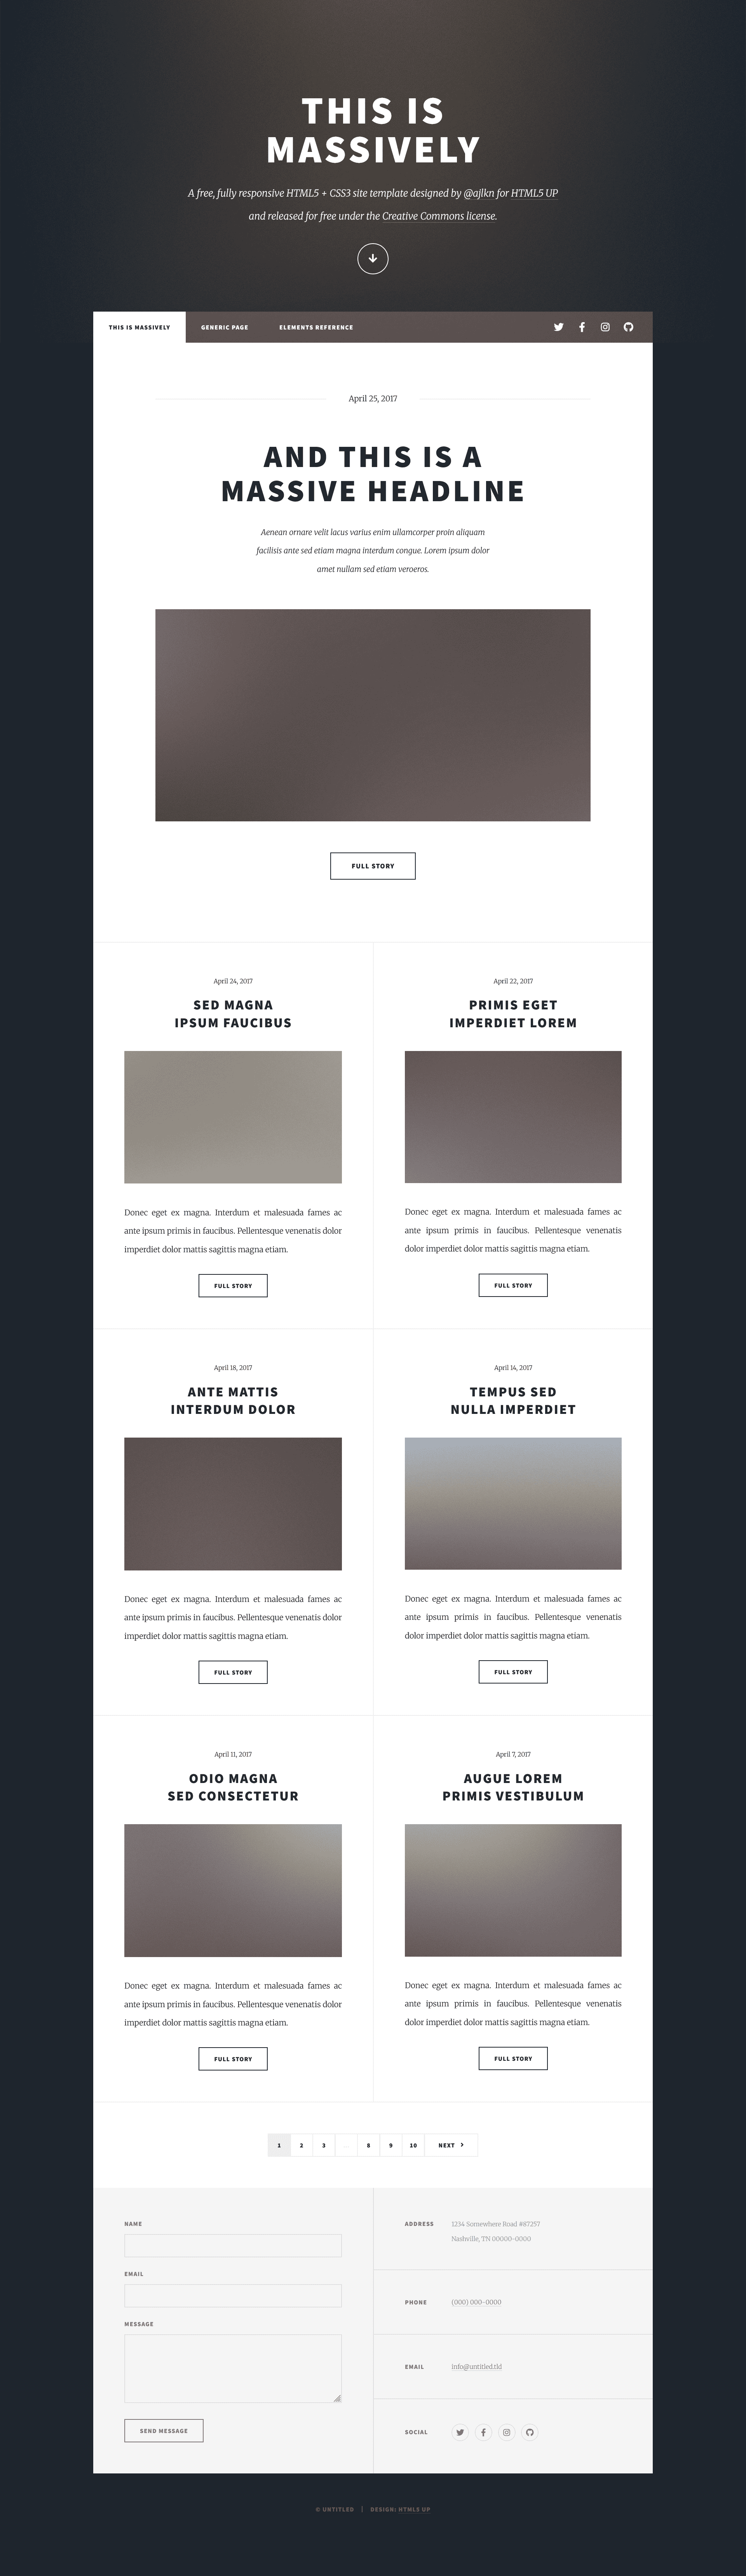 THIS IS
MASSIVELY
A free, fully responsive HTML5 + CSS3 site template designed by @ajlkn for HTML5 UP
and released for free under the Creative Commons license.
THIS IS MASSIVELY
GENERIC PAGE
ELEMENTS REFERENCE
April 25, 2017
AND THIS IS A
MASSIVE HEADLINE
Aenean ornare velit lacus varius enim ullamcorper proin aliquam
facilisis ante sed etiam magna interdum congue. Lorem ipsum dolor
amet nullam sed etiam veroeros.
FULL STORY
April 24, 2017
SED MAGNA
IPSUM FAUCIBUS
Donec eget ex magna. Interdum et malesuada fames ac
ante ipsum primis in faucibus. Pellentesque venenatis dolor
imperdiet dolor mattis sagittis magna etiam.
FULL STORY
April 22, 2017
PRIMIS EGET
IMPERDIET LOREM
Donec eget ex magna. Interdum et malesuada fames ac
ante ipsum primis in faucibus. Pellentesque venenatis
dolor imperdiet dolor mattis sagittis magna etiam.
FULL STORY
April 18, 2017
ANTE MATTIS
INTERDUM DOLOR
Donec eget ex magna. Interdum et malesuada fames ac
ante ipsum primis in faucibus. Pellentesque venenatis dolor
imperdiet dolor mattis sagittis magna etiam.
FULL STORY
April 14, 2017
TEMPUS SED
NULLA IMPERDIET
Donec eget ex magna. Interdum et malesuada fames ac
ante ipsum primis in faucibus. Pellentesque venenatis
dolor imperdiet dolor mattis sagittis magna etiam.
FULL STORY
April 11, 2017
ODIO MAGNA
SED CONSECTETUR
Donec eget ex magna. Interdum et malesuada fames ac
ante ipsum primis in faucibus. Pellentesque venenatis dolor
imperdiet dolor mattis sagittis magna etiam.
FULL STORY
April 7, 2017
AUGUE LOREM
PRIMIS VESTIBULUM
Donec eget ex magna. Interdum et malesuada fames ac
ante ipsum primis in faucibus. Pellentesque venenatis
dolor imperdiet dolor mattis sagittis magna etiam.
FULL STORY
1 2 3 … 8 9 10 NEXT
NAME
EMAIL
MESSAGE
SEND MESSAGE
ADDRESS
1234 Somewhere Road #87257
Nashville, TN 00000-0000
PHONE
(000) 000-0000
EMAIL
info@untitled.tld
SOCIAL
© UNTITLED
DESIGN: HTML5 UP